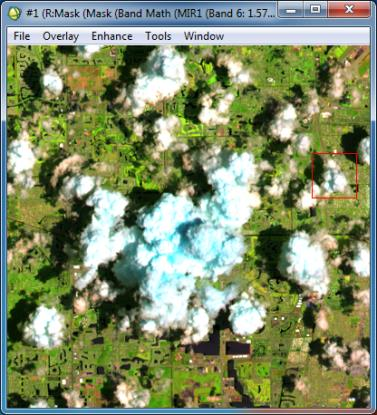 #1 (R:Mask (Mask (Band Math (MIR1 (Band 6: 1.57...
File Overlay Enhance Tools Window